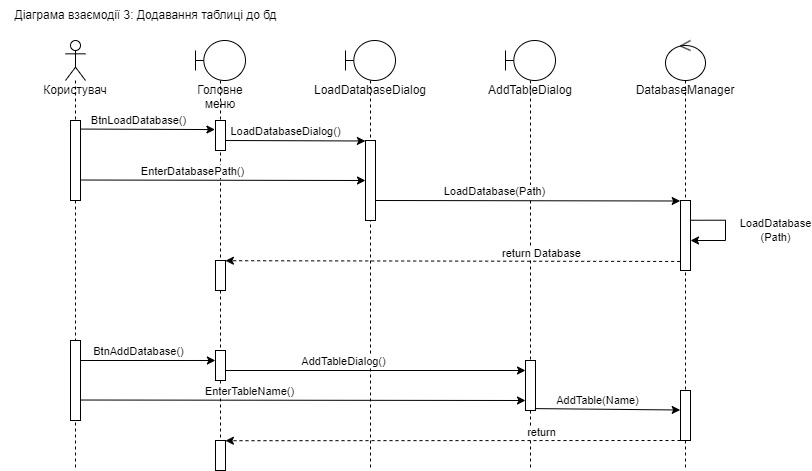 Діаграма взаємодії 3: Додавання таблиці до бд
Користувач
Головне
меню
LoadDatabaseDialog
AddTableDialog
DatabaseManager
BtnLoadDatabase()
LoadDatabaseDialog()
EnterDatabasePath()
LoadDatabase(Path)
LoadDatabase
(Path)
return Database
BtnAddDatabase()
AddTableDialog()
EnterTableName()
AddTable(Name)
return